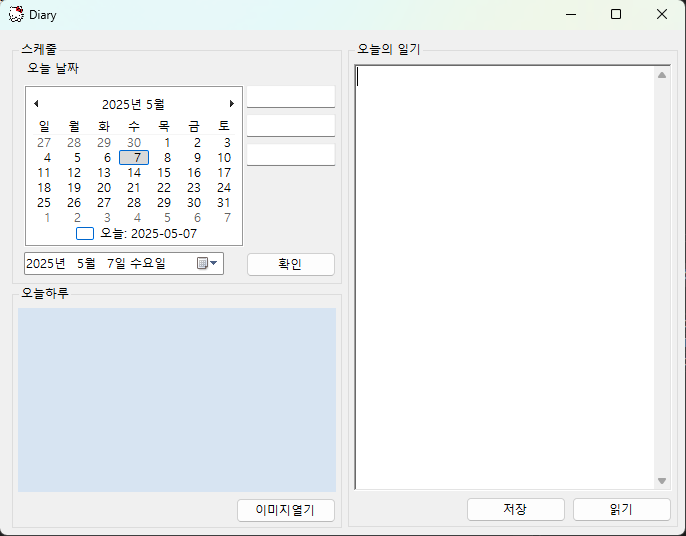 Diary
스케줄
오늘 날짜
2025년 5월
일 월 화 수 목 금 토
27 28 29 30 1 2 3
4 5 6 7 8 9 10
11 12 13 14 15 16 17
18 19 20 21 22 23 24
25 26 27 28 29 30 31
1 2 3 4 5 6 7
오늘: 2025-05-07
2025년 5월 7일 수요일
확인
오늘하루
이미지열기
오늘의 일기
저장 읽기